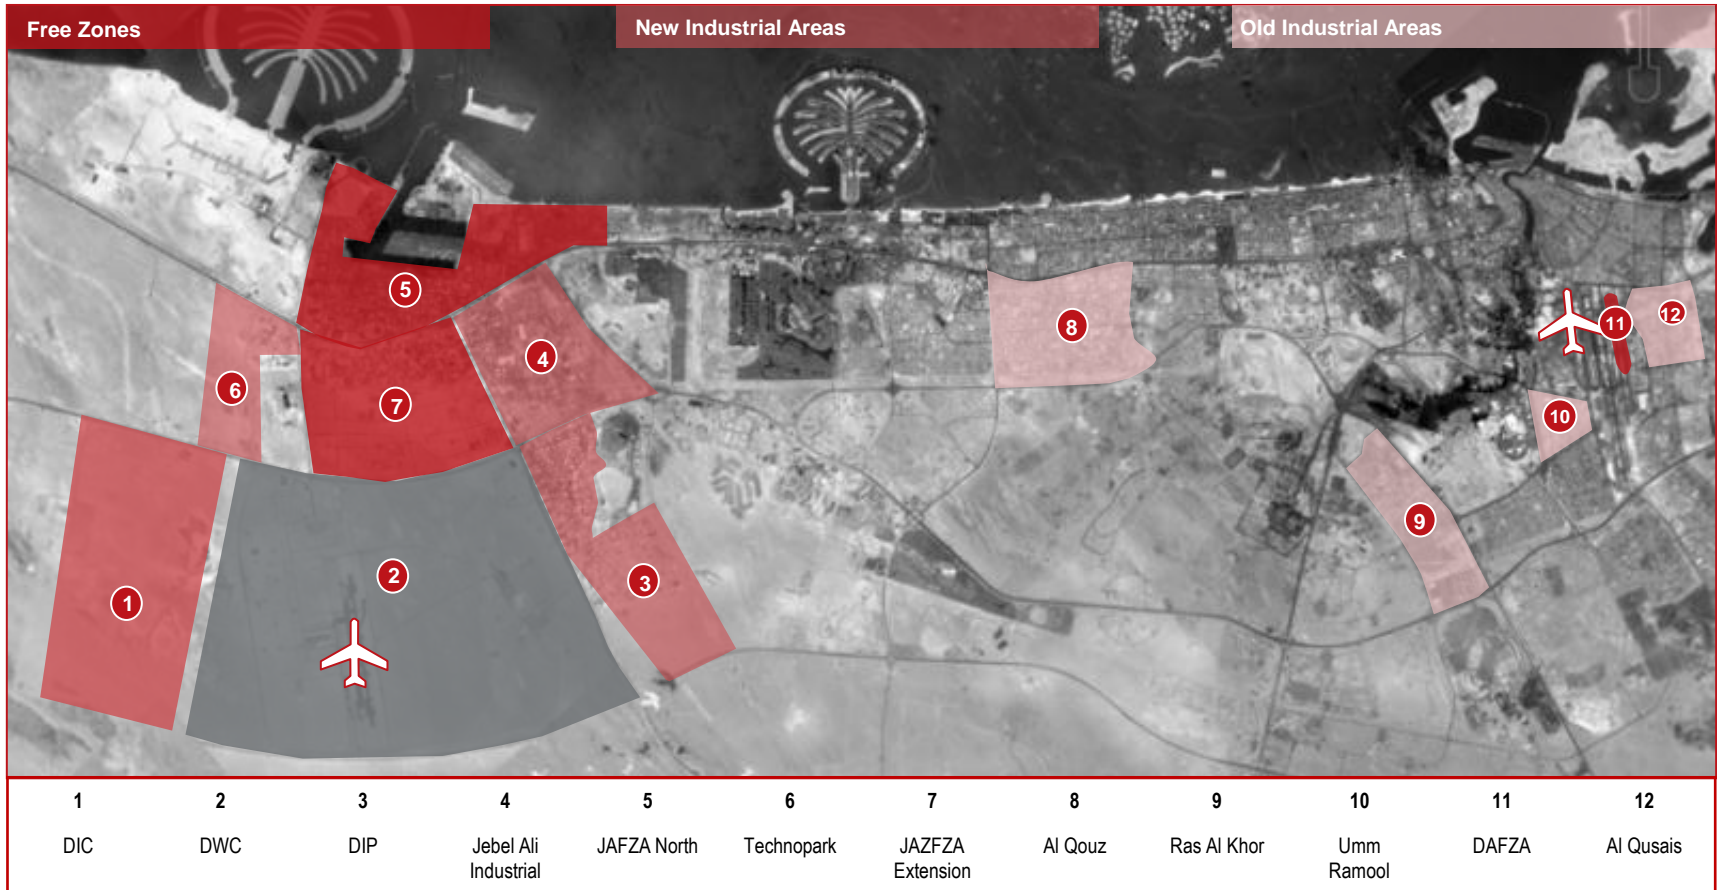 Free Zones
New Industrial Areas
Old Industrial Areas
5
8
11
12
4
6
7
10
9
2
3
1
1 2 3 4 5 6 7 8 9 10 11 12
DIC DWC DIP Jebel Ali JAFZA North Technopark JAZFZA Al Qouz Ras Al Khor Umm DAFZA Al Qusais
Industrial Extension Ramool